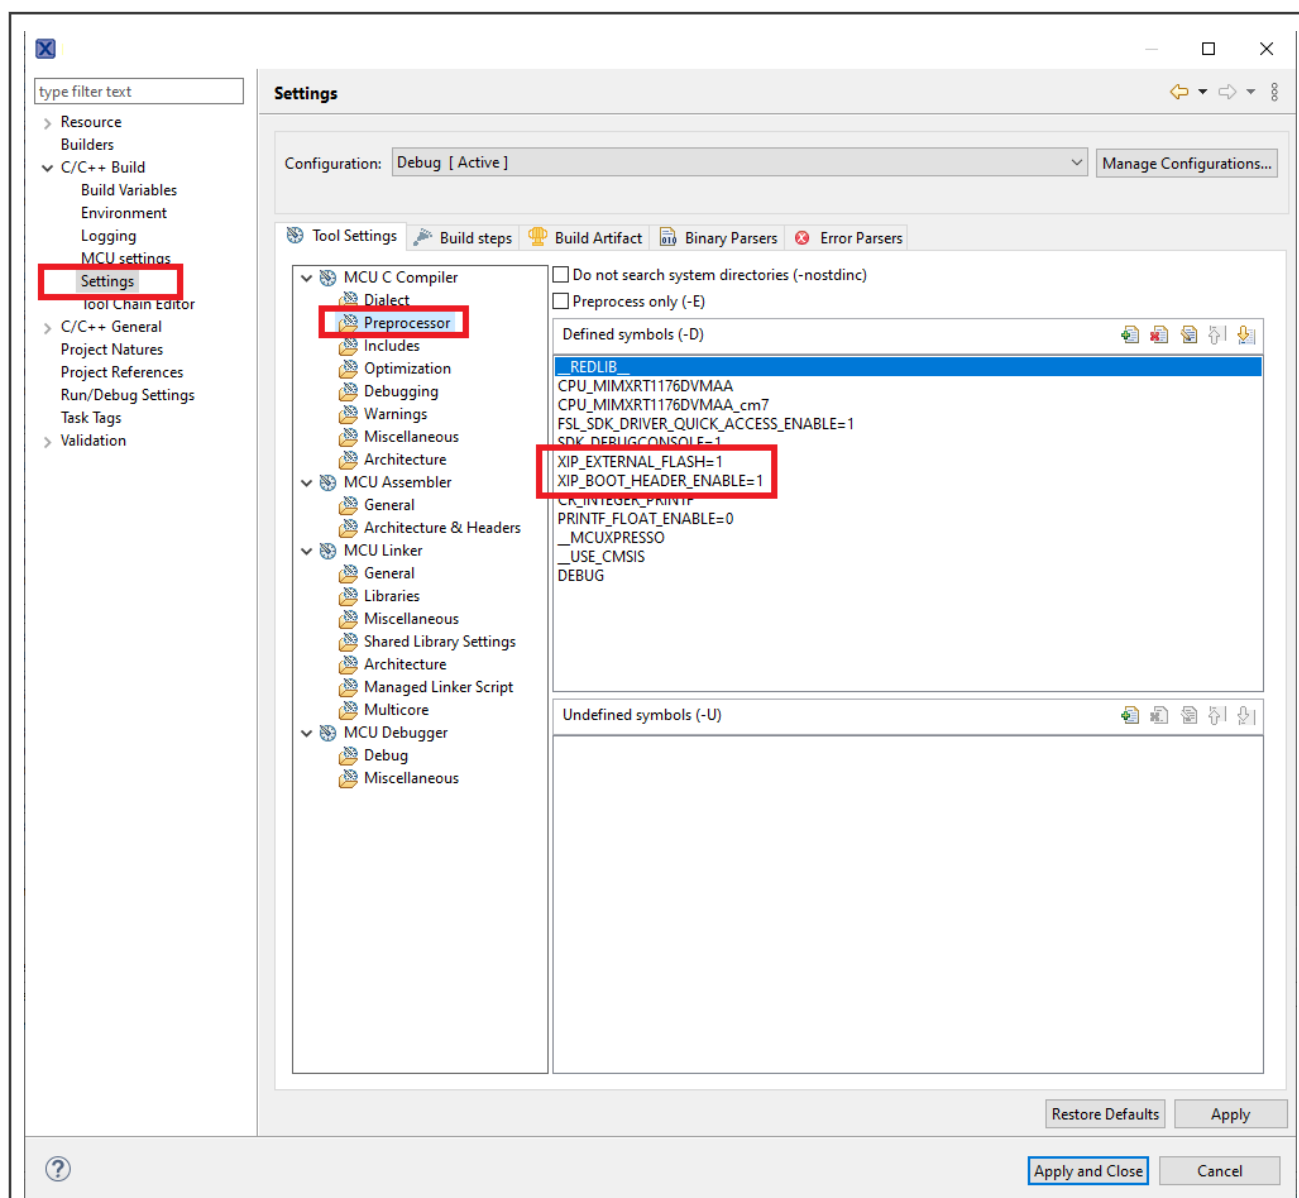 type filter text
Resource
Builders
C/C++ Build
Build Variables
Environment
Logging
MCU settings
Settings
Tool Chain Editor
C/C++ General
Project Natures
Project References
Run/Debug Settings
Task Tags
Validation
Settings
Configuration: Debug [ Active ] Manage Configurations...
Tool Settings Build steps Build Artifact Binary Parsers Error Parsers
MCU C Compiler
Dialect
Preprocessor
Includes
Optimization
Debugging
Warnings
Miscellaneous
Architecture
MCU Assembler
General
Architecture & Headers
MCU Linker
General
Libraries
Miscellaneous
Shared Library Settings
Architecture
Managed Linker Script
Multicore
MCU Debugger
Debug
Miscellaneous
Do not search system directories (-nostdinc)
Preprocess only (-E)
Defined symbols (-D)
__REDLIB__
CPU_MIMXRT1176DVMAA
CPU_MIMXRT1176DVMAA_cm7
FSL_SDK_DRIVER_QUICK_ACCESS_ENABLE=1
SDK_DEBUGCONSOLE=1
XIP_EXTERNAL_FLASH=1
XIP_BOOT_HEADER_ENABLE=1
CR_INTEGER_PRINTF
PRINTF_FLOAT_ENABLE=0
__MCUXPRESSO
__USE_CMSIS
DEBUG
Undefined symbols (-U)
Restore Defaults Apply
Apply and Close Cancel